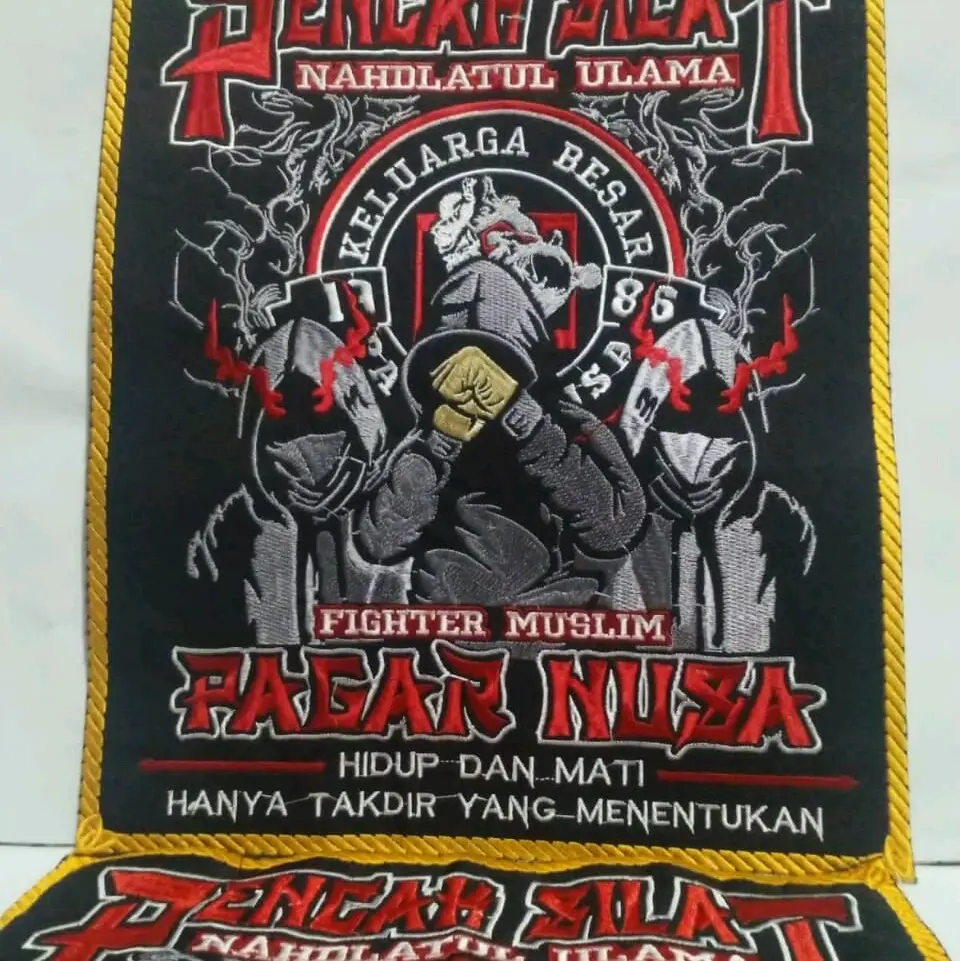 PENCAK SILAT
NAHDLATUL ULAMA
KELUARGA BESAR
86
FIGHTER MUSLIM
PAGAR NUSA
HIDUP DAN MATI
HANYA TAKDIR YANG MENENTUKAN
PENCAK SILAT
NAHDLATUL ULAMA